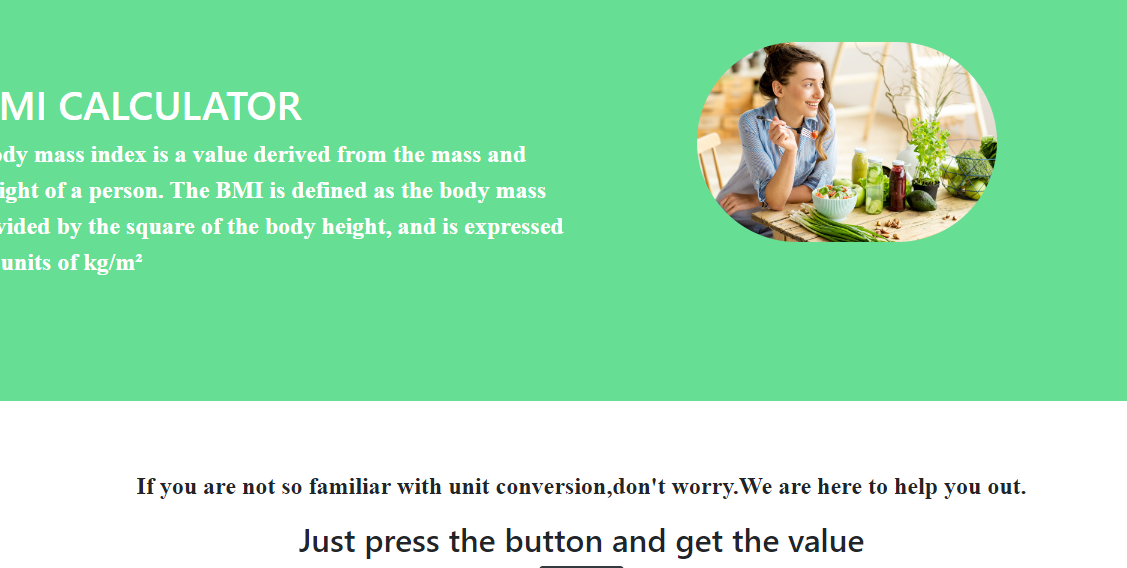 MI CALCULATOR
ody mass index is a value derived from the mass and
ight of a person. The BMI is defined as the body mass
vided by the square of the body height, and is expressed
units of kg/m²
If you are not so familiar with unit conversion,don't worry.We are here to help you out.
Just press the button and get the value